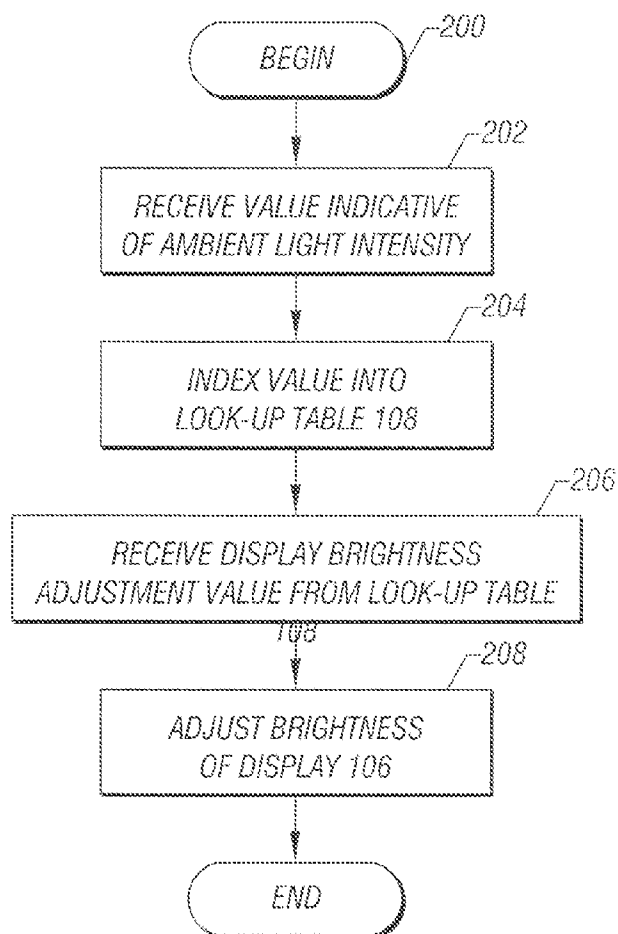 BEGIN
200
202
RECEIVE VALUE INDICATIVE
OF AMBIENT LIGHT INTENSITY
204
INDEX VALUE INTO
LOOK-UP TABLE 108
206
RECEIVE DISPLAY BRIGHTNESS
ADJUSTMENT VALUE FROM LOOK-UP TABLE
108
208
ADJUST BRIGHTNESS
OF DISPLAY 106
END